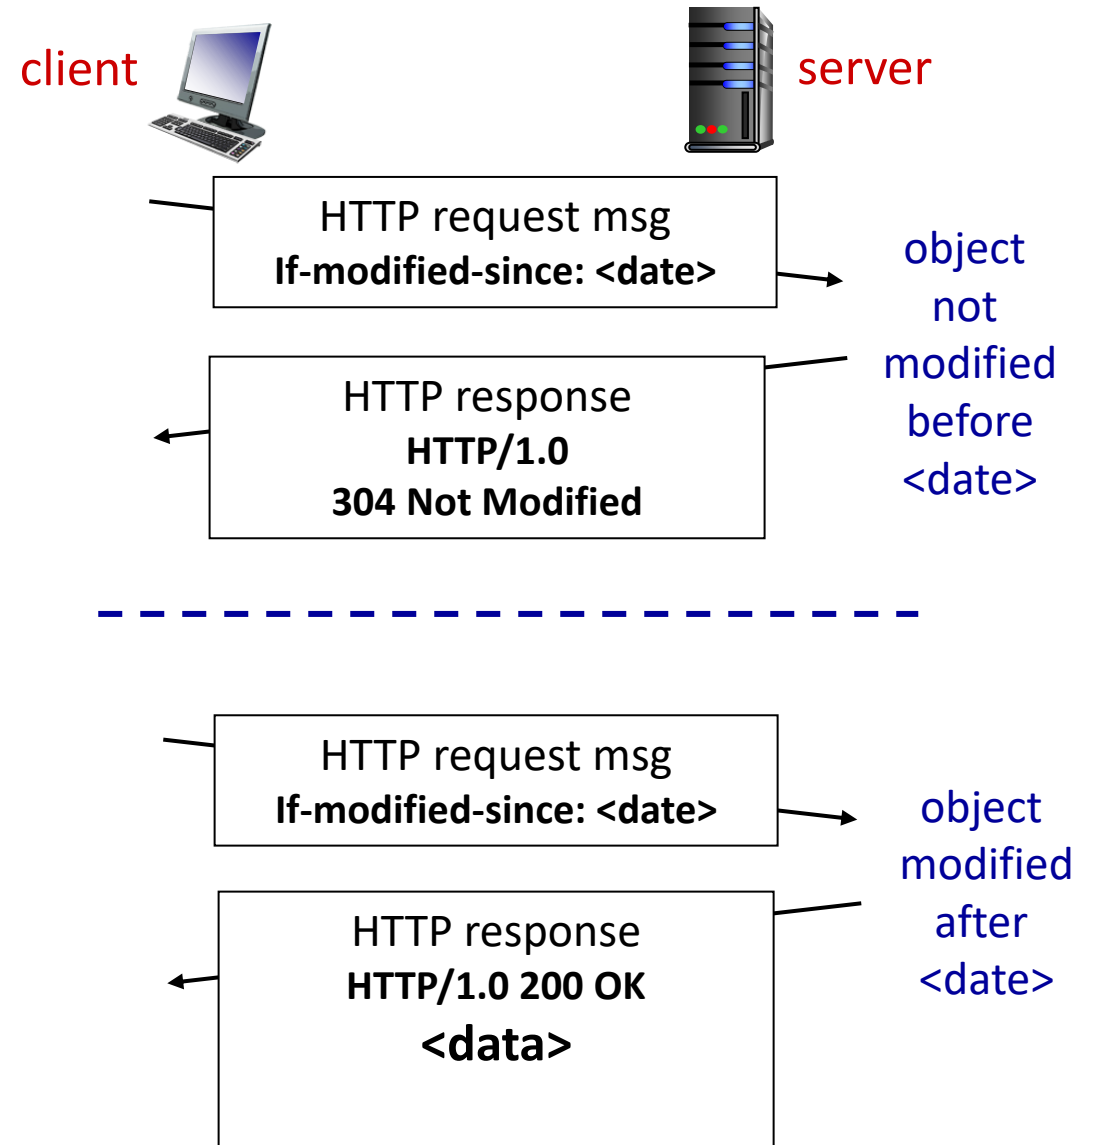 client
server
HTTP request msg
If-modified-since: <date>
object
not
modified
before
<date>
HTTP response
HTTP/1.0
304 Not Modified
HTTP request msg
If-modified-since: <date>
object
modified
after
<date>
HTTP response
HTTP/1.0 200 OK
<data>